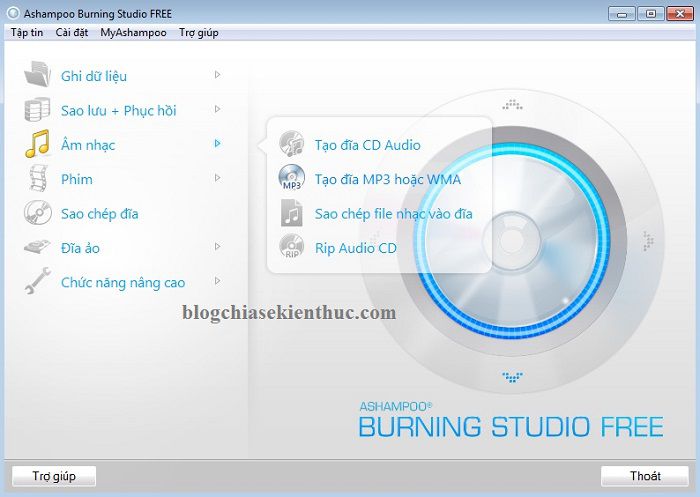 Ashampoo Burning Studio FREE
Tập tin Cài đặt MyAshampoo Trợ giúp
Ghi dữ liệu
Sao lưu + Phục hồi
Âm nhạc
Phim
Sao chép đĩa
Đĩa ảo
Chức năng nâng cao
Tạo đĩa CD Audio
MP3 Tạo đĩa MP3 hoặc WMA
Sao chép file nhạc vào đĩa
RIP Rip Audio CD
blogchiasekienthuc.com
ASHAMPOO®
BURNING STUDIO FREE
Trợ giúp Thoát